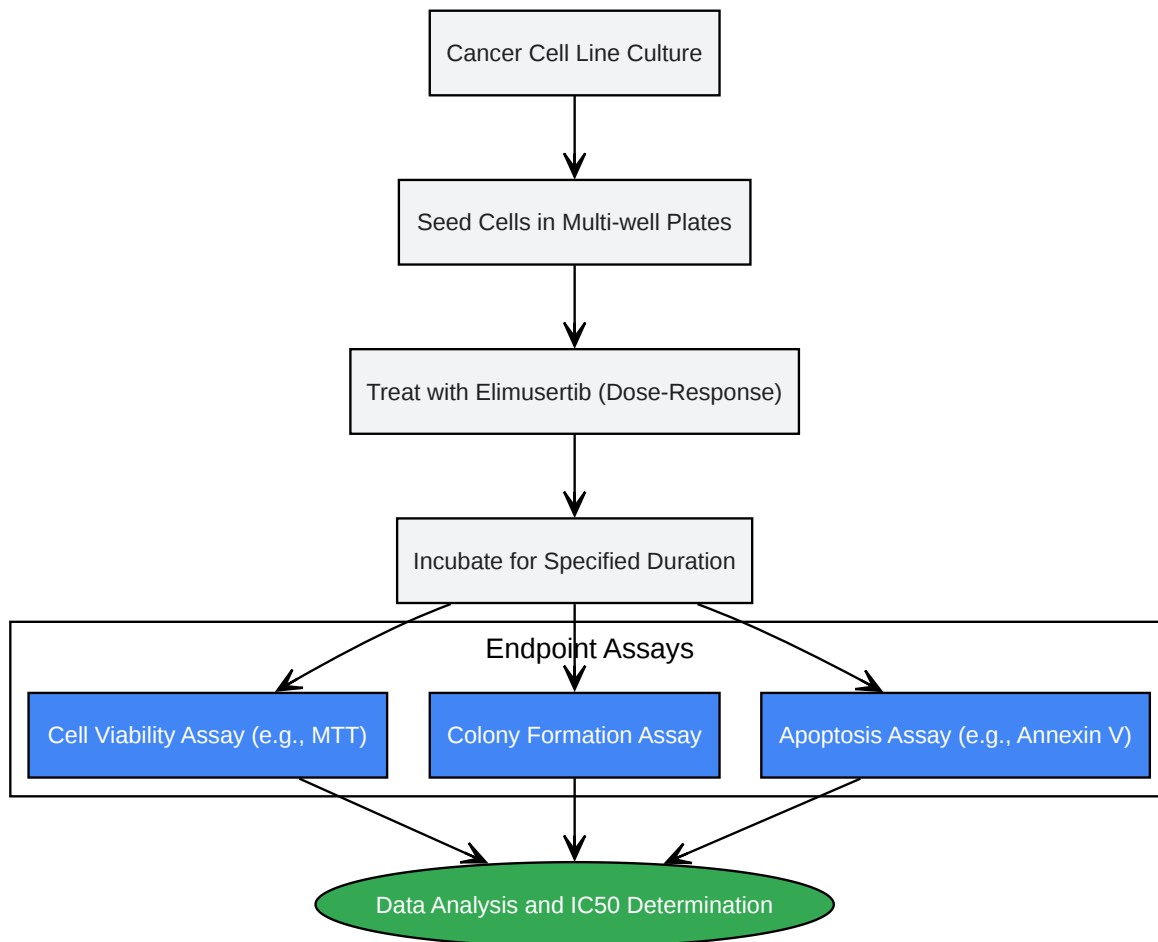 Cancer Cell Line Culture
Seed Cells in Multi-well Plates
Treat with Elimusertib (Dose-Response)
Incubate for Specified Duration
Endpoint Assays
Cell Viability Assay (e.g., MTT)
Colony Formation Assay
Apoptosis Assay (e.g., Annexin V)
Data Analysis and IC50 Determination